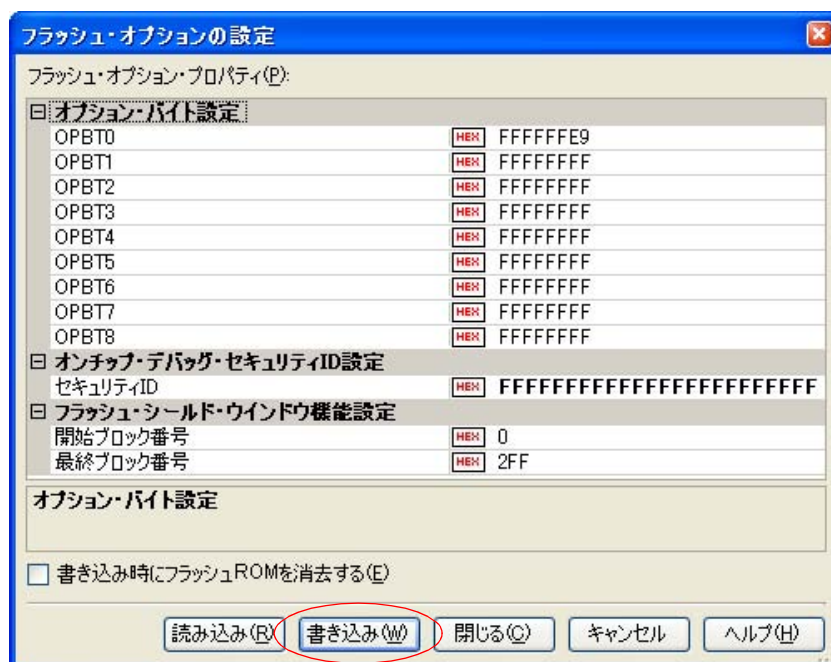 フラッシュ・オプションの設定
フラッシュ・オプション・プロパティ(P):
オプション・バイト設定
OPBT0 HEX FFFFFFE9
OPBT1 HEX FFFFFFFF
OPBT2 HEX FFFFFFFF
OPBT3 HEX FFFFFFFF
OPBT4 HEX FFFFFFFF
OPBT5 HEX FFFFFFFF
OPBT6 HEX FFFFFFFF
OPBT7 HEX FFFFFFFF
OPBT8 HEX FFFFFFFF
オンチップ・デバッグ・セキュリティID設定
セキュリティID HEX FFFFFFFFFFFFFFFFFFFFFFFF
フラッシュ・シールド・ウインドウ機能設定
開始ブロック番号 HEX 0
最終ブロック番号 HEX 2FF
オプション・バイト設定
書き込み時にフラッシュROMを消去する(E)
読み込み(R) 書き込み(W) 閉じる(C) キャンセル ヘルプ(H)